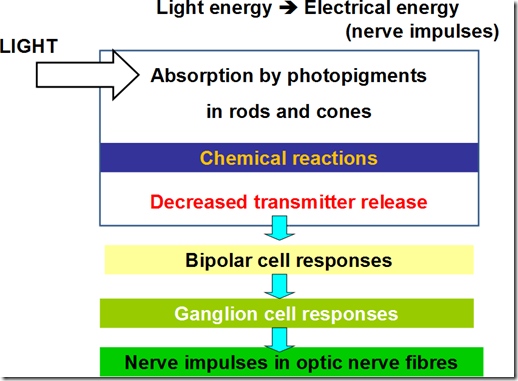 Light energy ➔ Electrical energy
(nerve impulses)
LIGHT
Absorption by photopigments
in rods and cones
Chemical reactions
Decreased transmitter release
Bipolar cell responses
Ganglion cell responses
Nerve impulses in optic nerve fibres